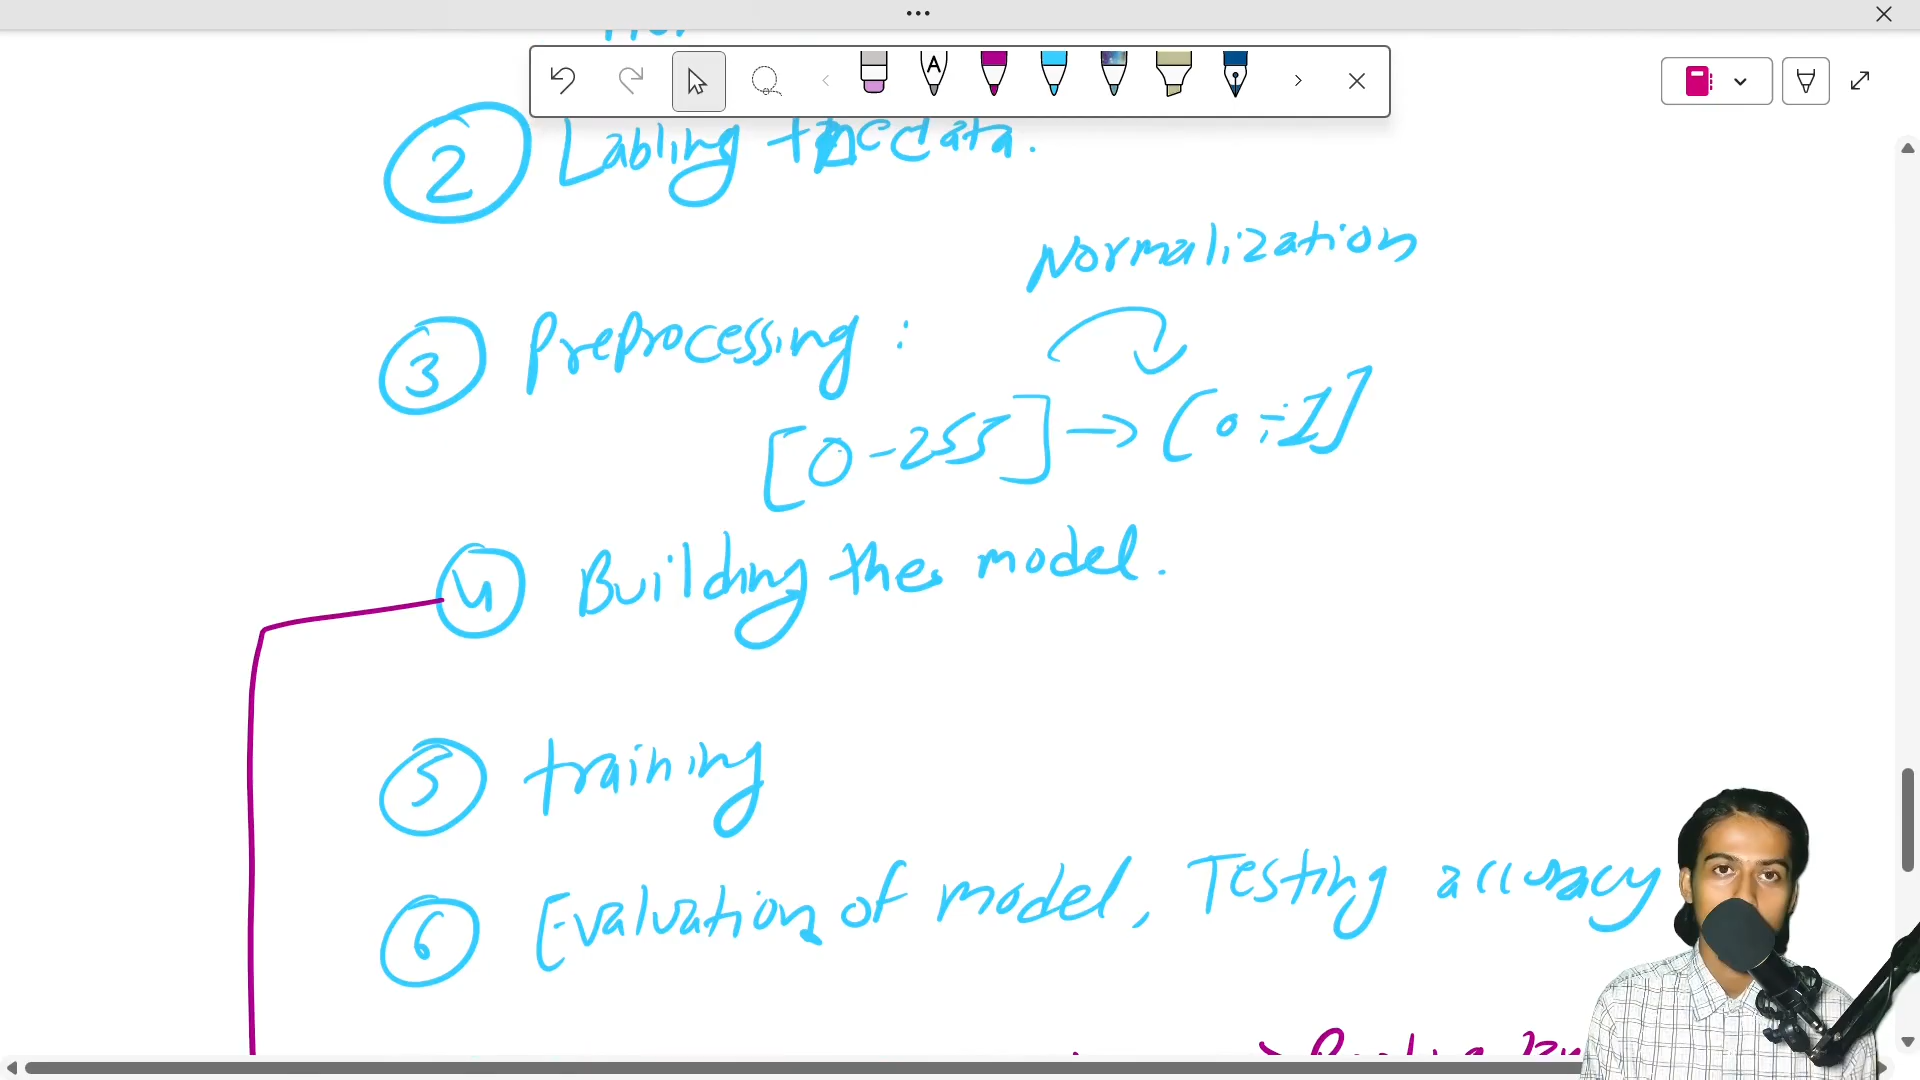 ② Labling the data.
Normalization
③ Preprocessing :
[0-255] → [0-1]
④ Building the model.
⑤ training
⑥ Evaluation of model, Testing accuracy